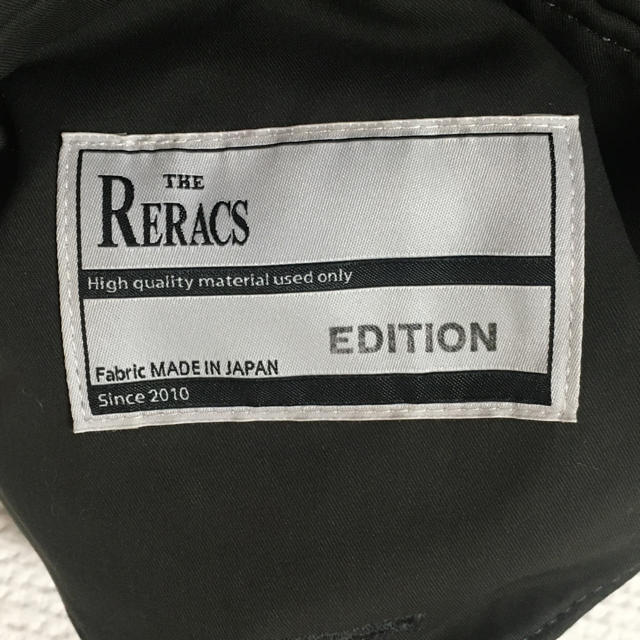 THE
RERACS
High quality material used only
EDITION
Fabric MADE IN JAPAN
Since 2010